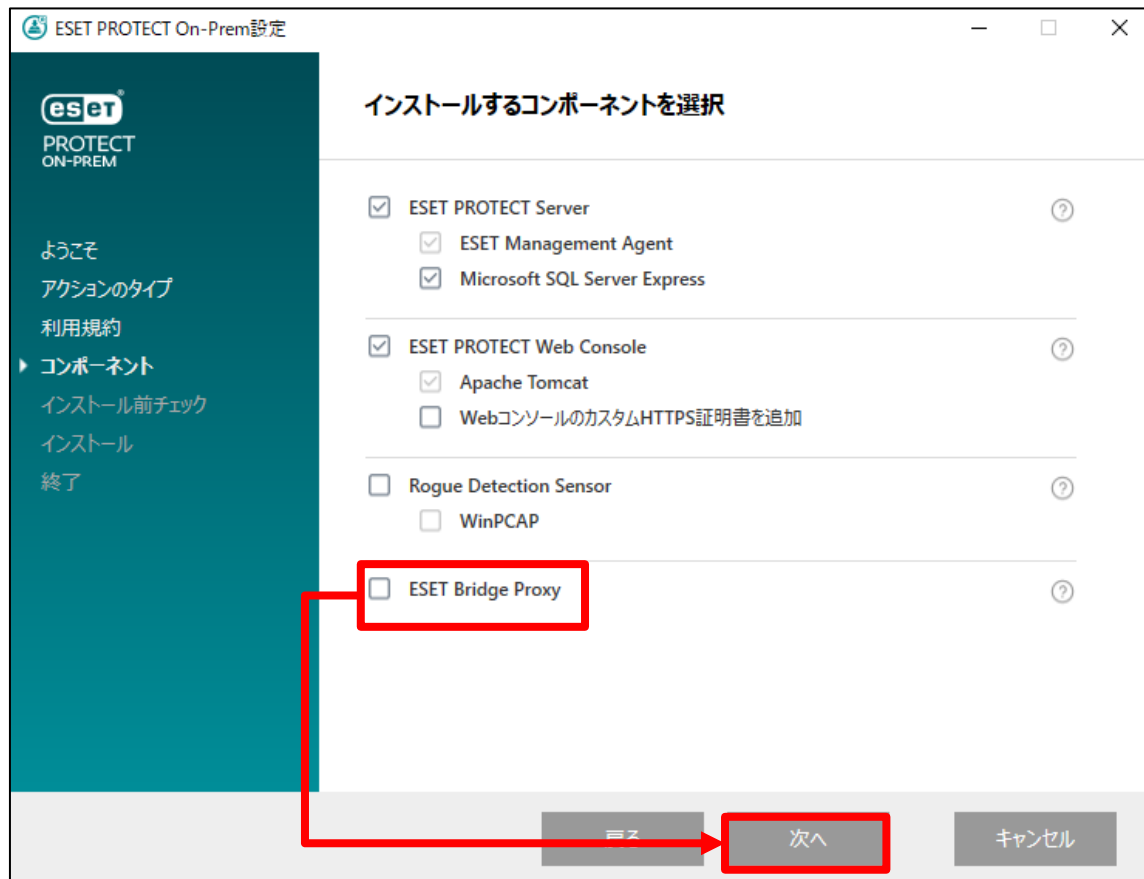 ESET PROTECT On-Prem設定
eset
PROTECT
ON-PREM
ようこそ
アクションのタイプ
利用規約
コンポーネント
インストール前チェック
インストール
終了
インストールするコンポーネントを選択
ESET PROTECT Server
ESET Management Agent
Microsoft SQL Server Express
ESET PROTECT Web Console
Apache Tomcat
WebコンソールのカスタムHTTPS証明書を追加
Rogue Detection Sensor
WinPCAP
ESET Bridge Proxy
戻る
次へ
キャンセル